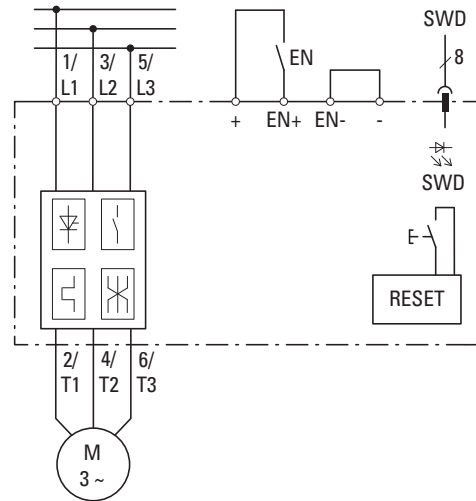 SWD
1/ 3/ 5/
L1 L2 L3
EN
8
+ EN+ EN- -
SWD
RESET
2/ 4/ 6/
T1 T2 T3
M
3 ~